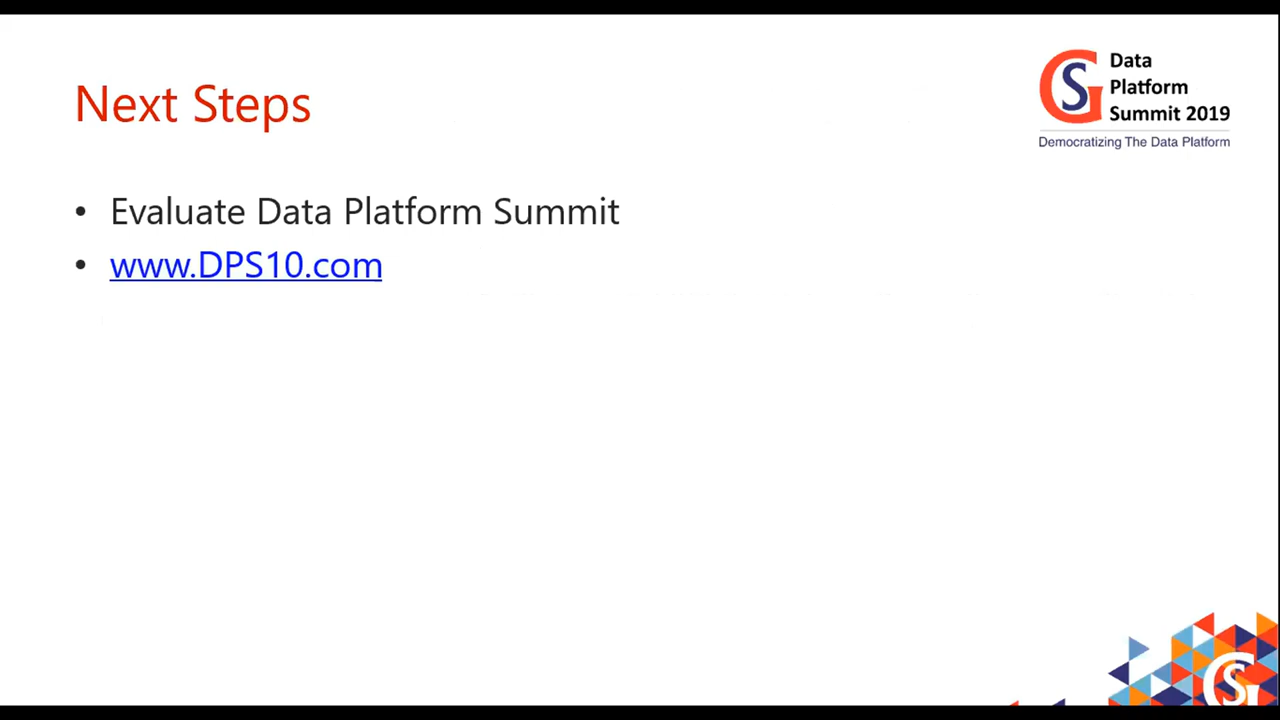 Next Steps
Data
Platform
Summit 2019
Democratizing The Data Platform
• Evaluate Data Platform Summit
• www.DPS10.com